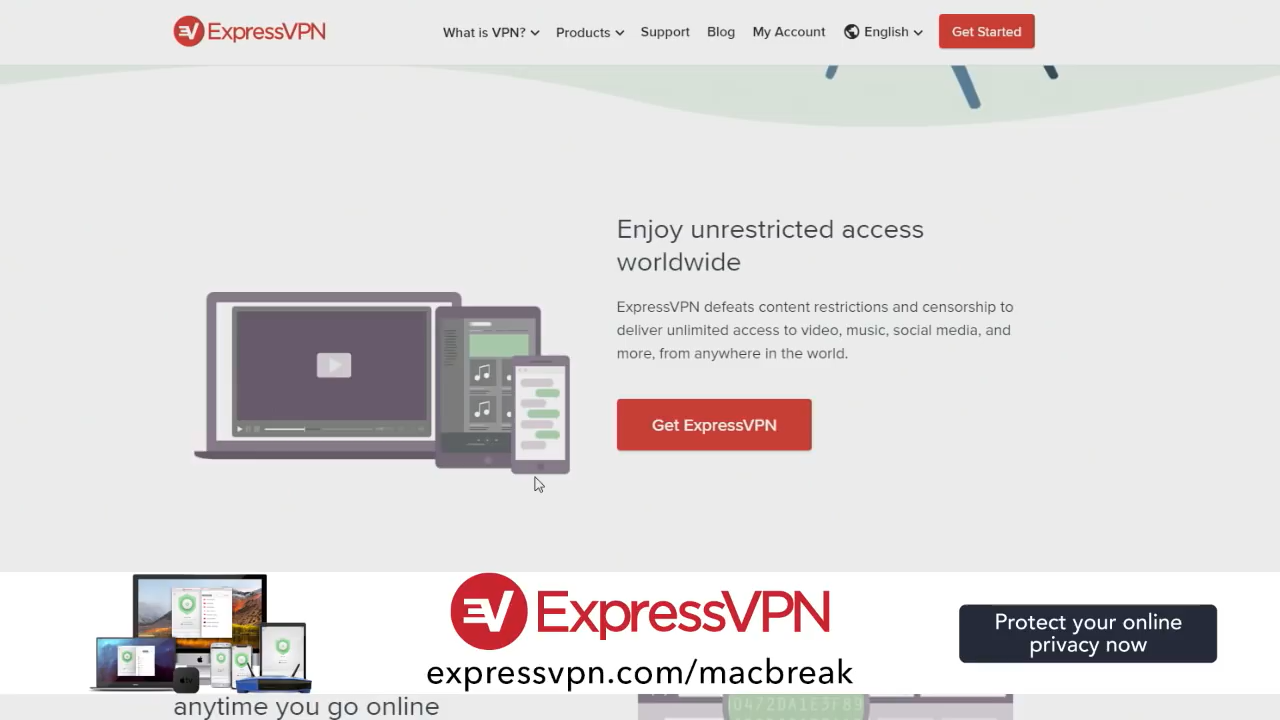 ExpressVPN
What is VPN? Products Support Blog My Account English Get Started
Enjoy unrestricted access
worldwide
ExpressVPN defeats content restrictions and censorship to
deliver unlimited access to video, music, social media, and
more, from anywhere in the world.
Get ExpressVPN
ExpressVPN
expressvpn.com/macbreak
Protect your online
privacy now
anytime you go online
0472DA1E3F89